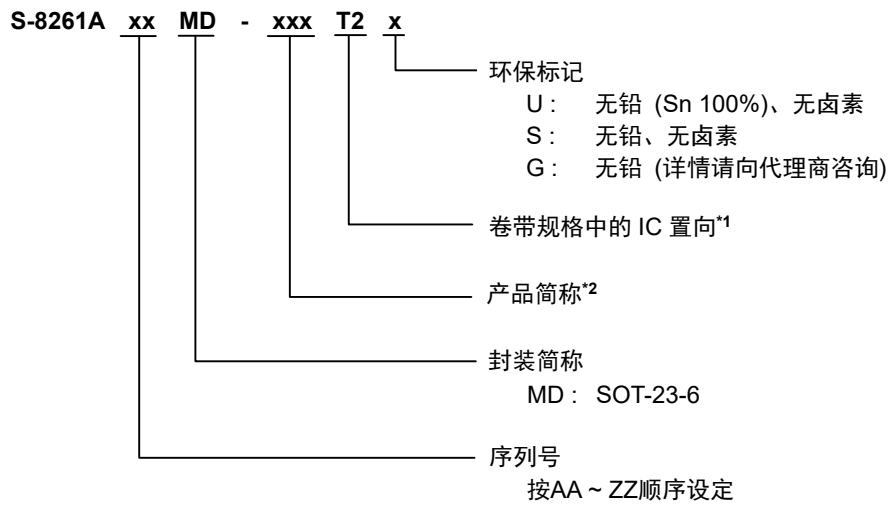 S-8261A xx MD - xxx T2 x
环保标记
U : 无铅 (Sn 100%)、无卤素
S : 无铅、无卤素
G : 无铅 (详情请向代理商咨询)
卷带规格中的 IC 置向*1
产品简称*2
封装简称
MD : SOT-23-6
序列号
按AA ~ ZZ顺序设定